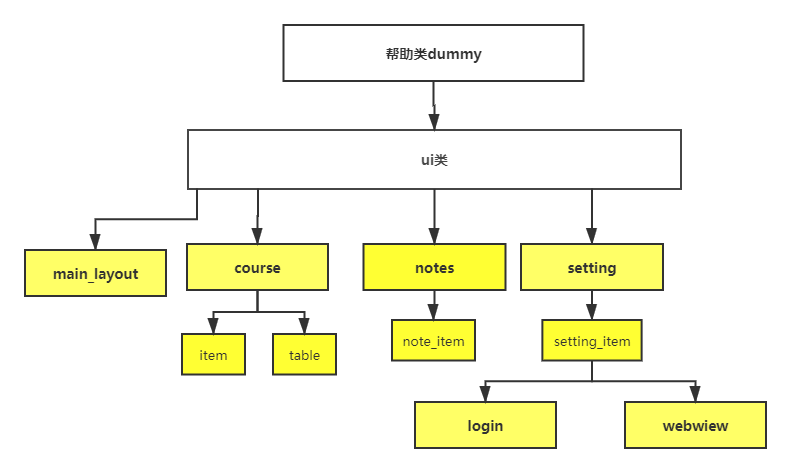 帮助类dummy
ui类
main_layout
course
notes
setting
item
table
note_item
setting_item
login
webwiew